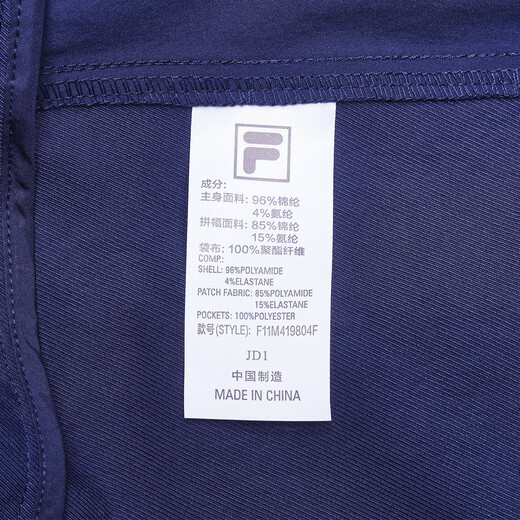 F
成分:
主身面料: 96%锦纶
4%氨纶
拼幅面料: 85%锦纶
15%氨纶
袋布: 100%聚酯纤维
COMP.:
SHELL: 96%POLYAMIDE
4%ELASTANE
PATCH FABRIC: 85%POLYAMIDE
15%ELASTANE
POCKETS: 100%POLYESTER
款号(STYLE): F11M419804F
JD1
中国制造
MADE IN CHINA